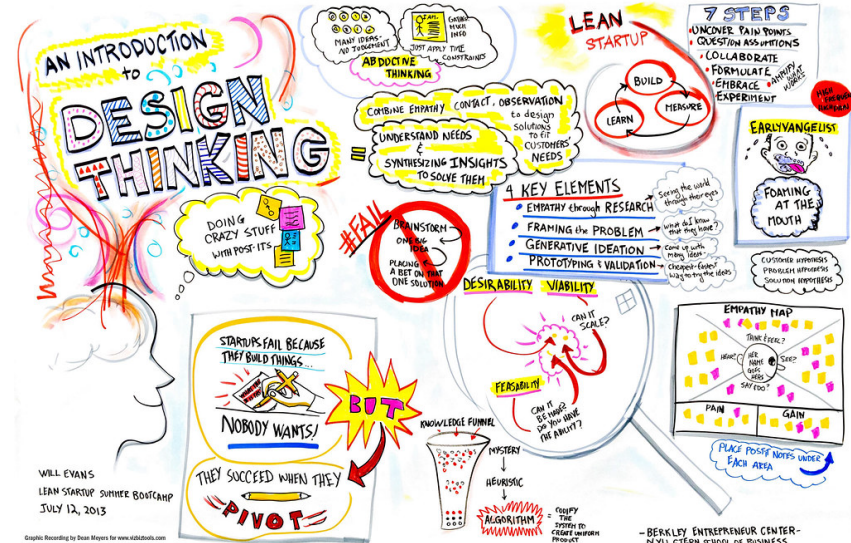 AN INTRODUCTION
to
DESIGN
THINKING
=
MANY IDEAS-
NO JUDGEMENT
GATHER
MUCH
INFO
JUST APPLY TIME
CONSTRAINTS
ABDUCTIVE
THINKING
COMBINE EMPATHY, CONTACT, OBSERVATION
to design
solutions
to fit
CUSTOMERS'
NEEDS
UNDERSTAND NEEDS
&
SYNTHESIZING INSIGHTS
TO SOLVE THEM
LEAN
STARTUP
BUILD
MEASURE
LEARN
7 STEPS
UNCOVER PAIN POINTS
QUESTION ASSUMPTIONS
COLLABORATE
FORMULATE
EMBRACE
EXPERIMENT
AMPLIFY
WHAT
WORKS
EARLYVANGELIST
FOAMING
AT THE
MOUTH
CUSTOMER HYPOTHESIS
PROBLEM HYPOTHESIS
SOLUTION HYPOTHESIS
DOING
CRAZY STUFF
WITH POST-ITS
#FAIL
BRAINSTORM
ONE BIG
IDEA
PLACING
A BET ON THAT
ONE SOLUTION
4 KEY ELEMENTS
EMPATHY through RESEARCH
Seeing the world
through their eyes
FRAMING the PROBLEM
What do I know
that they have?
GENERATIVE IDEATION
Come up with
many ideas
PROTOTYPING & VALIDATION
Cheapest-fastest
way to try the ideas
DESIRABILITY VIABILITY
CAN IT
SCALE?
FEASABILITY
CAN IT
BE MADE?
DO YOU HAVE
THE ABILITY?
EMPATHY MAP
THINK & FEEL?
HEAR?
HER
NAME
GOES
HERE
SEE?
SAY & DO?
PAIN
GAIN
PLACE POST-IT NOTES UNDER
EACH AREA
STARTUPS FAIL BECAUSE
THEY BUILD THINGS...
NOBODY WANTS!
BUT
THEY SUCCEED WHEN THEY
PIVOT
KNOWLEDGE FUNNEL
MYSTERY
HEURISTIC
ALGORITHM
= CODIFY
THE
SYSTEM TO
CREATE UNIFORM
PRODUCT
WILL EVANS
LEAN STARTUP SUMMER BOOTCAMP
JULY 12, 2013
Graphic Recording by Dean Meyers for www.vizbiztools.com
-BERKLEY ENTREPRENEUR CENTER-
NYU STERN SCHOOL OF BUSINESS